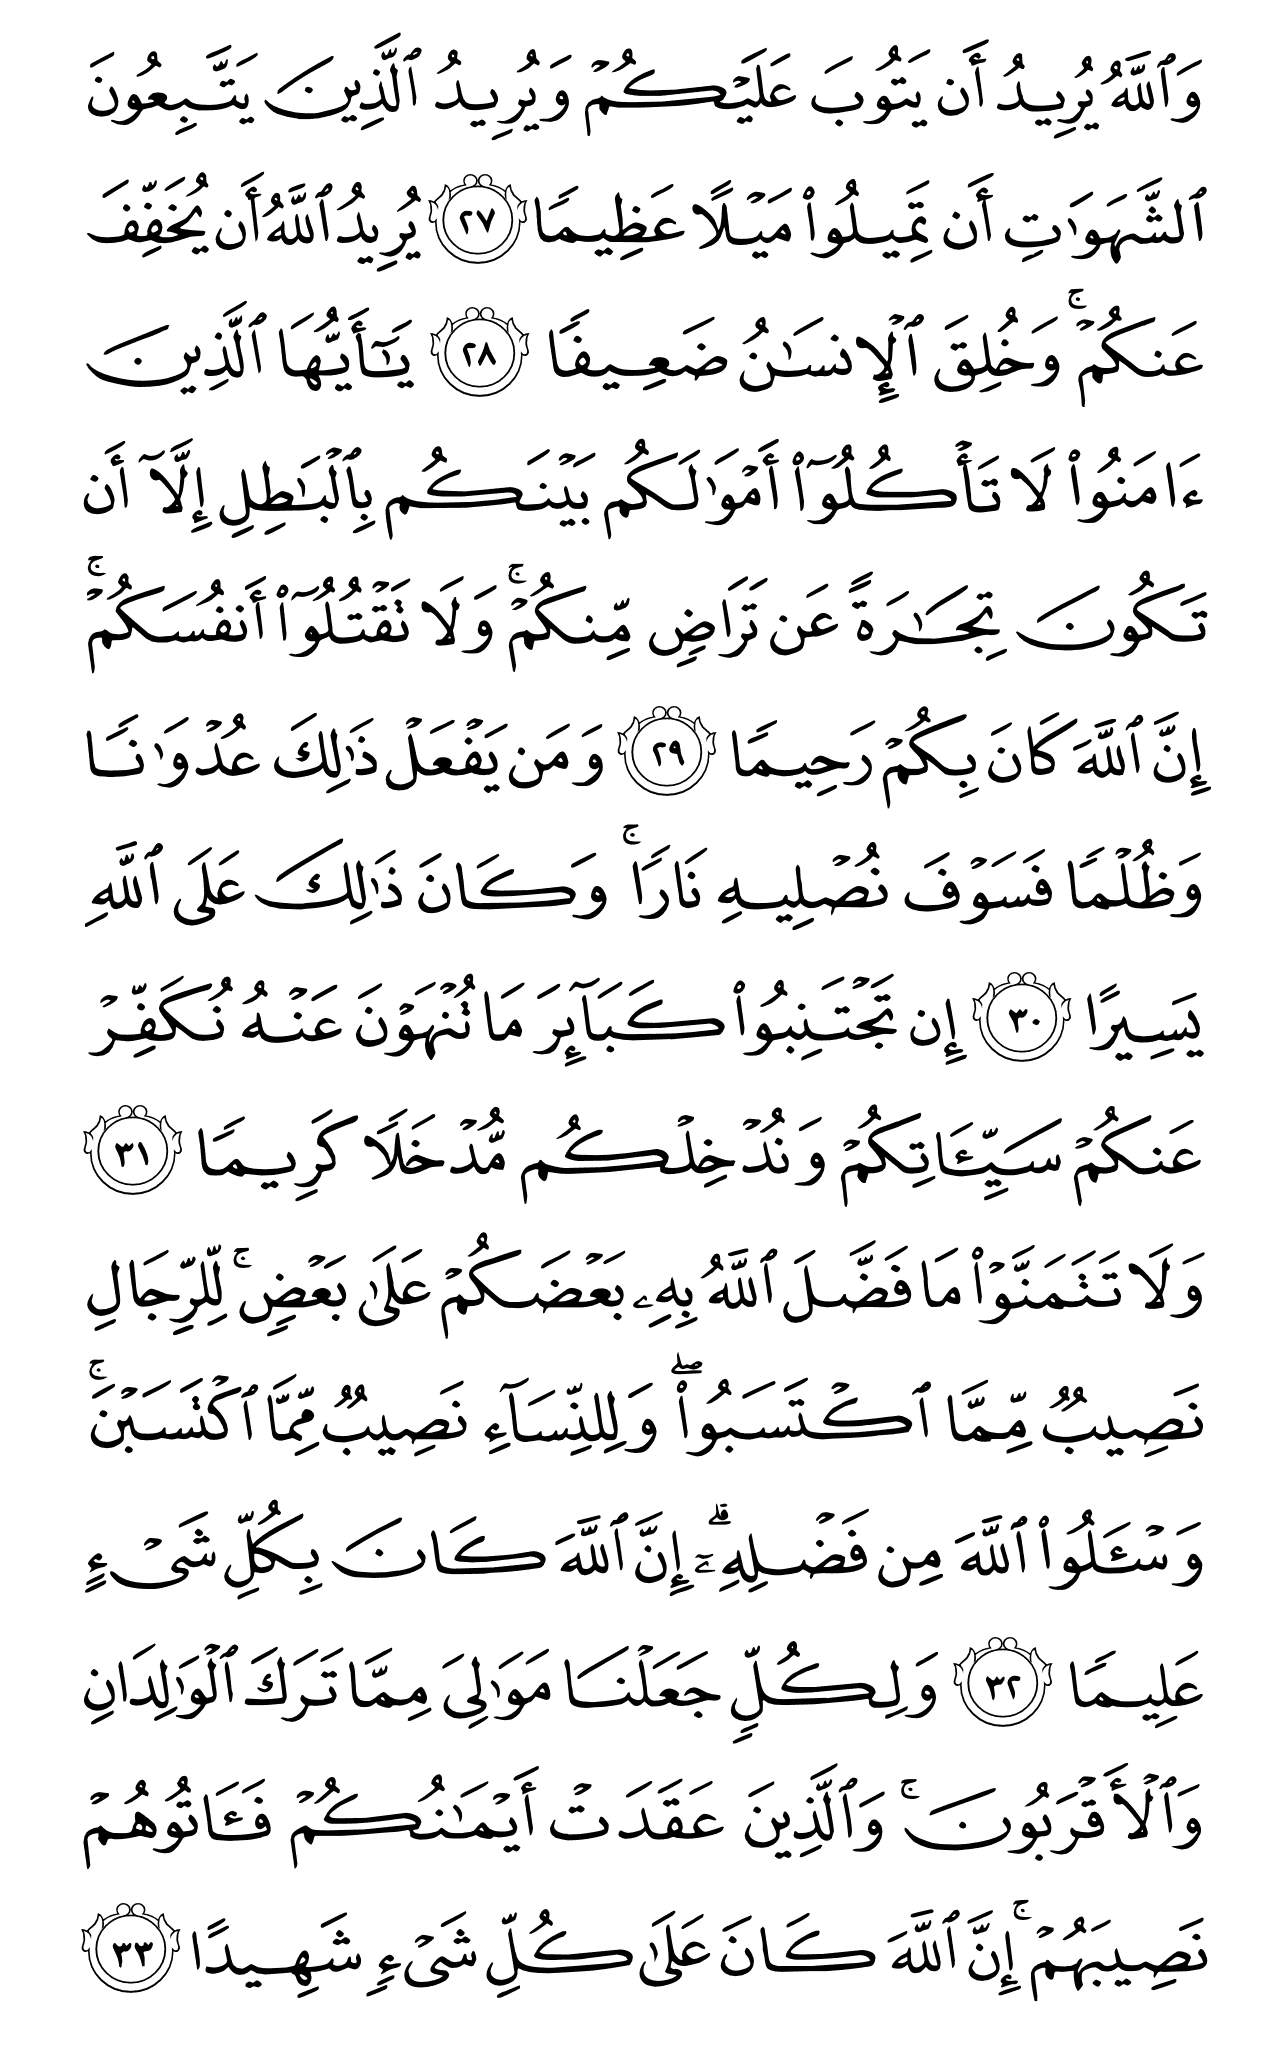 وَٱللَّهُ يُرِيدُ أَن يَتُوبَ عَلَيْكُمْ وَيُرِيدُ ٱلَّذِينَ يَتَّبِعُونَ
ٱلشَّهَوَٰتِ أَن تَمِيلُوا۟ مَيْلًا عَظِيمًا ٢٧ يُرِيدُ ٱللَّهُ أَن يُخَفِّفَ
عَنكُمْ ۚ وَخُلِقَ ٱلْإِنسَـٰنُ ضَعِيفًا ٢٨ يَـٰٓأَيُّهَا ٱلَّذِينَ
ءَامَنُوا۟ لَا تَأْكُلُوٓا۟ أَمْوَٰلَكُم بَيْنَكُم بِٱلْبَـٰطِلِ إِلَّآ أَن
تَكُونَ تِجَـٰرَةً عَن تَرَاضٍ مِّنكُمْ ۚ وَلَا تَقْتُلُوٓا۟ أَنفُسَكُمْ ۚ
إِنَّ ٱللَّهَ كَانَ بِكُمْ رَحِيمًا ٢٩ وَمَن يَفْعَلْ ذَٰلِكَ عُدْوَٰنًا
وَظُلْمًا فَسَوْفَ نُصْلِيهِ نَارًا ۚ وَكَانَ ذَٰلِكَ عَلَى ٱللَّهِ
يَسِيرًا ٣٠ إِن تَجْتَنِبُوا۟ كَبَآئِرَ مَا تُنْهَوْنَ عَنْهُ نُكَفِّرْ
عَنكُمْ سَيِّـَٔاتِكُمْ وَنُدْخِلْكُم مُّدْخَلًا كَرِيمًا ٣١
وَلَا تَتَمَنَّوْا۟ مَا فَضَّلَ ٱللَّهُ بِهِۦ بَعْضَكُمْ عَلَىٰ بَعْضٍ ۚ لِّلرِّجَالِ
نَصِيبٌ مِّمَّا ٱكْتَسَبُوا۟ ۖ وَلِلنِّسَآءِ نَصِيبٌ مِّمَّا ٱكْتَسَبْنَ ۚ
وَسْـَٔلُوا۟ ٱللَّهَ مِن فَضْلِهِۦٓ ۗ إِنَّ ٱللَّهَ كَانَ بِكُلِّ شَىْءٍ
عَلِيمًا ٣٢ وَلِكُلٍّ جَعَلْنَا مَوَٰلِىَ مِمَّا تَرَكَ ٱلْوَٰلِدَانِ
وَٱلْأَقْرَبُونَ ۚ وَٱلَّذِينَ عَقَدَتْ أَيْمَـٰنُكُمْ فَـَٔاتُوهُمْ
نَصِيبَهُمْ ۚ إِنَّ ٱللَّهَ كَانَ عَلَىٰ كُلِّ شَىْءٍ شَهِيدًا ٣٣